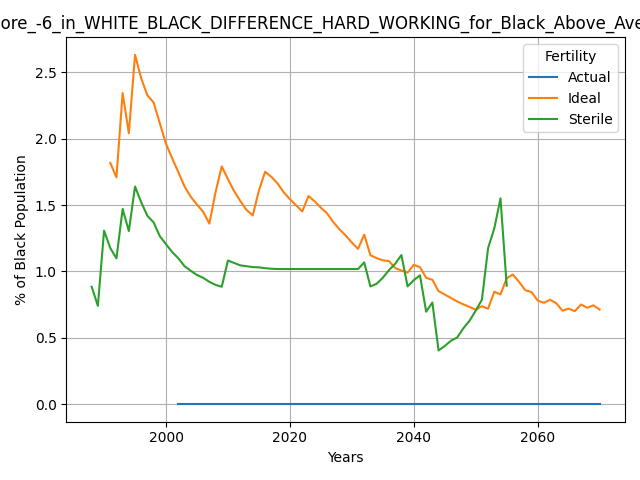 ore_-6_in_WHITE_BLACK_DIFFERENCE_HARD_WORKING_for_Black_Above_Ave
Fertility
Actual
Ideal
Sterile
% of Black Population
2.5
2.0
1.5
1.0
0.5
0.0
2000 2020 2040 2060
Years